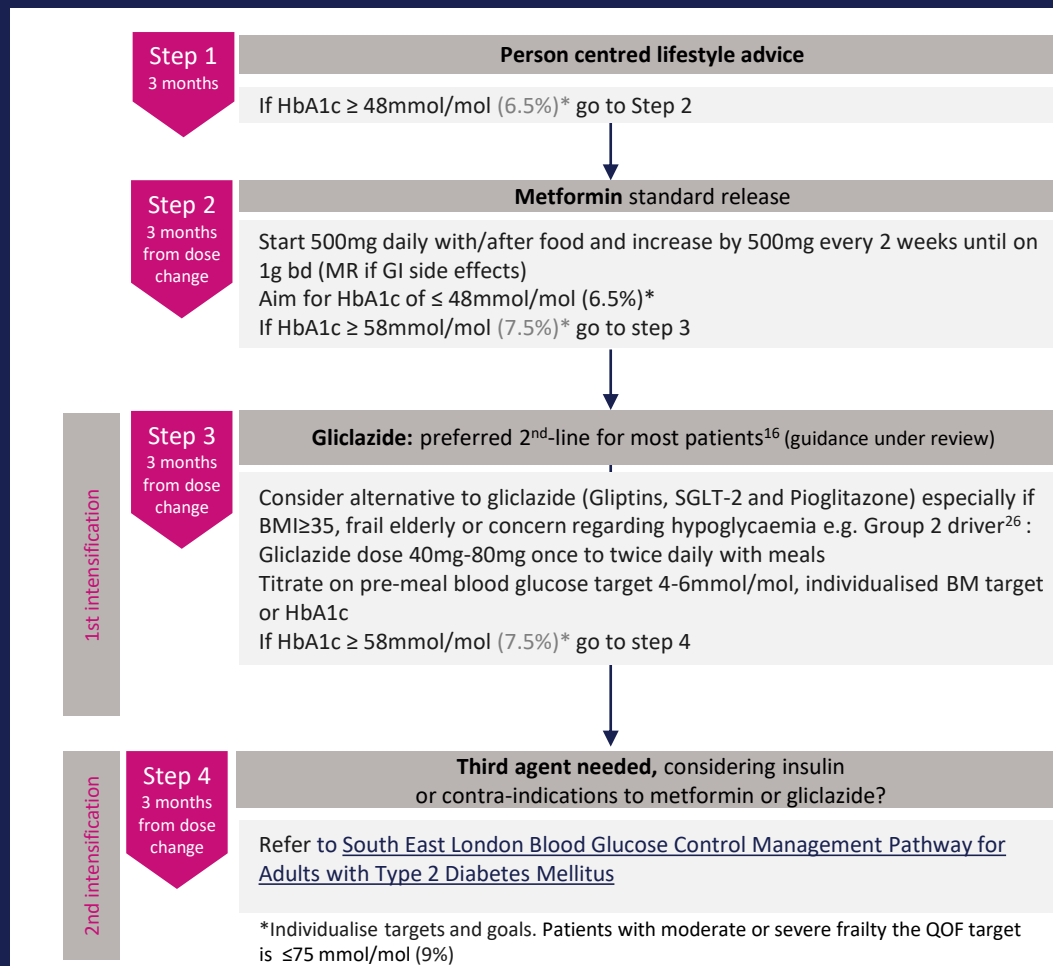 Step 1
3 months
Person centred lifestyle advice
If HbA1c ≥ 48mmol/mol (6.5%)* go to Step 2
Step 2
3 months
from dose
change
Metformin standard release
Start 500mg daily with/after food and increase by 500mg every 2 weeks until on
1g bd (MR if GI side effects)
Aim for HbA1c of ≤ 48mmol/mol (6.5%)*
If HbA1c ≥ 58mmol/mol (7.5%)* go to step 3
1st intensification
Step 3
3 months
from dose
change
Gliclazide: preferred 2nd-line for most patients16 (guidance under review)
Consider alternative to gliclazide (Gliptins, SGLT-2 and Pioglitazone) especially if
BMI≥35, frail elderly or concern regarding hypoglycaemia e.g. Group 2 driver26 :
Gliclazide dose 40mg-80mg once to twice daily with meals
Titrate on pre-meal blood glucose target 4-6mmol/mol, individualised BM target
or HbA1c
If HbA1c ≥ 58mmol/mol (7.5%)* go to step 4
2nd intensification
Step 4
3 months
from dose
change
Third agent needed, considering insulin
or contra-indications to metformin or gliclazide?
Refer to South East London Blood Glucose Control Management Pathway for
Adults with Type 2 Diabetes Mellitus
*Individualise targets and goals. Patients with moderate or severe frailty the QOF target
is ≤75 mmol/mol (9%)